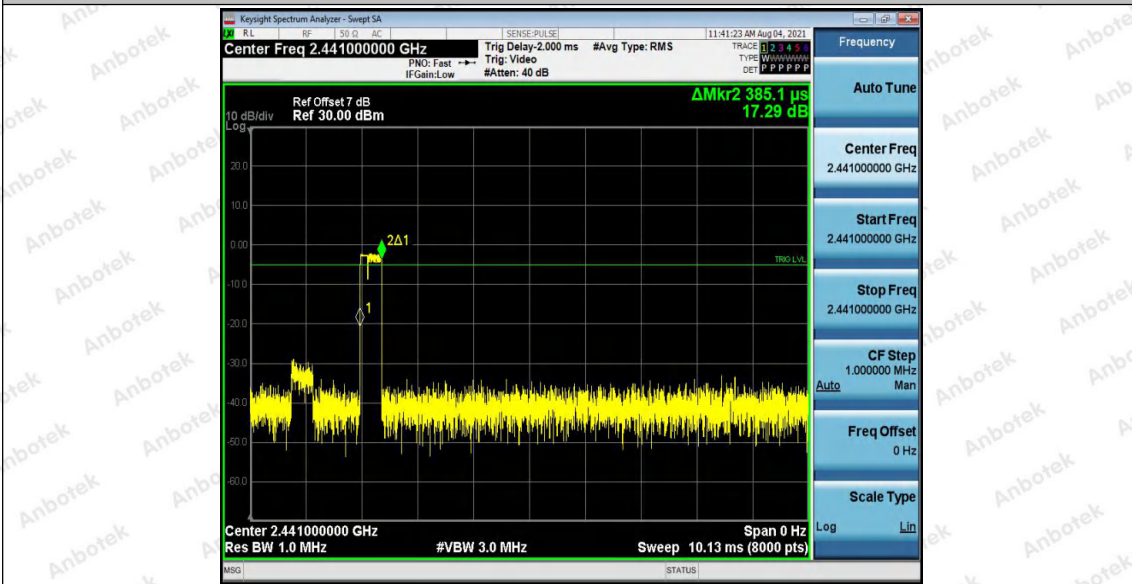 Keysight Spectrum Analyzer - Swept SA
LXI RL RF 50 Ω AC SENSE:PULSE 11:41:23 AM Aug 04, 2021
Center Freq 2.441000000 GHz Trig Delay-2.000 ms #Avg Type: RMS TRACE 1 2 3 4 5 6
PNO: Fast Trig: Video TYPE WWWWWW
IFGain:Low #Atten: 40 dB DET P P P P P P
Frequency
ΔMkr2 385.1 µs
Ref Offset 7 dB
10 dB/div Ref 30.00 dBm 17.29 dB
Log
20.0
10.0
0.00
-10.0
-20.0
-30.0
-40.0
-50.0
-60.0
2Δ1
TRIG LVL
1
Center 2.441000000 GHz Span 0 Hz
Res BW 1.0 MHz #VBW 3.0 MHz Sweep 10.13 ms (8000 pts)
MSG STATUS
Auto Tune
Center Freq
2.441000000 GHz
Start Freq
2.441000000 GHz
Stop Freq
2.441000000 GHz
CF Step
1.000000 MHz
Auto Man
Freq Offset
0 Hz
Scale Type
Log Lin
Anbotek